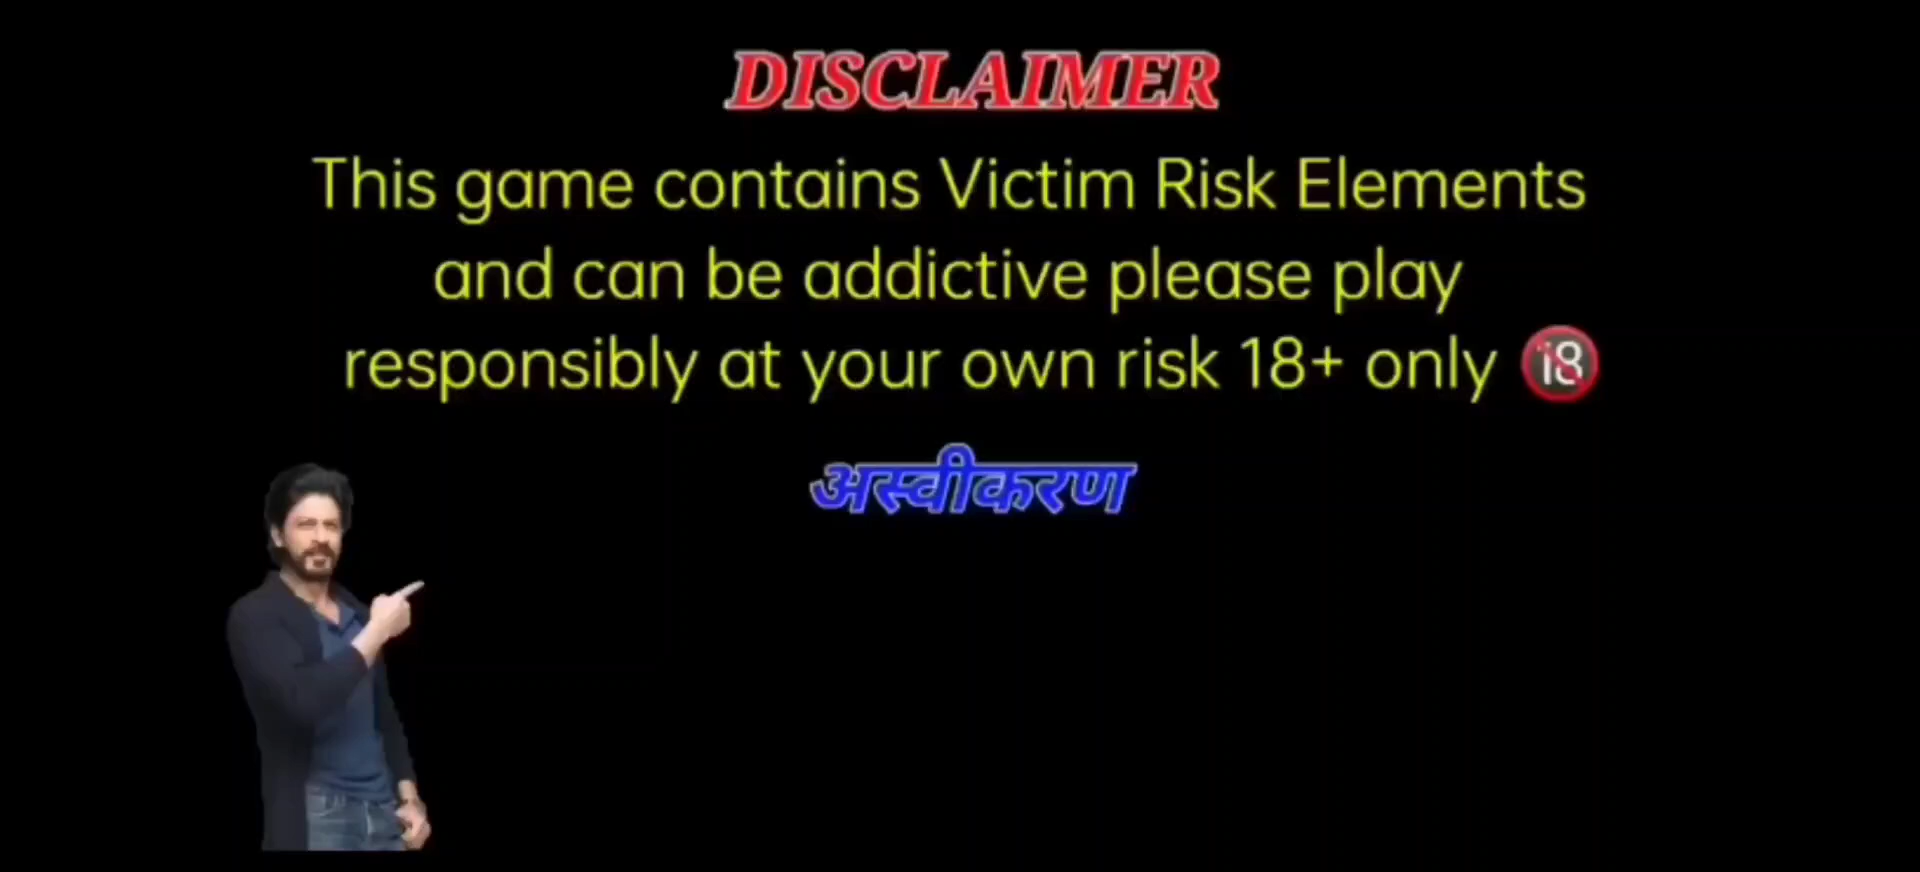 DISCLAIMER
This game contains Victim Risk Elements
and can be addictive please play
responsibly at your own risk 18+ only 🔞
अस्वीकरण